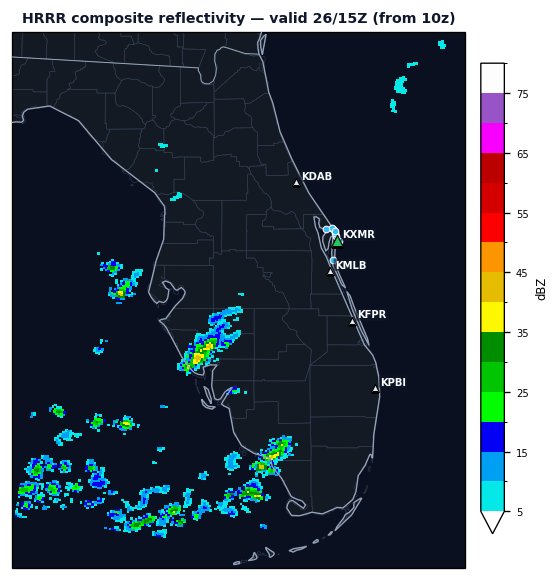 HRRR composite reflectivity — valid 26/15Z (from 10z)
KDAB
KXMR
KMLB
KFPR
KPBI
75
65
55
45
35
25
15
5
dBZ